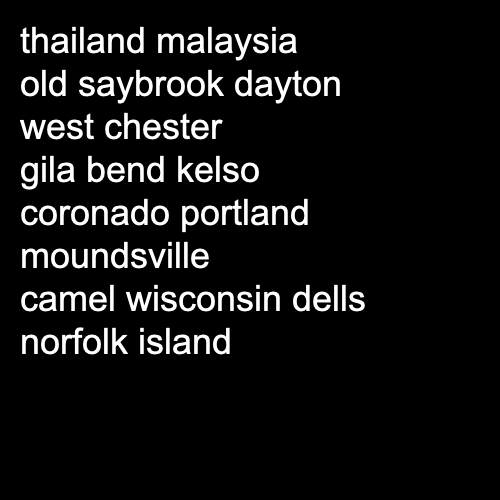 thailand malaysia
old saybrook dayton
west chester
gila bend kelso
coronado portland
moundsville
camel wisconsin dells
norfolk island